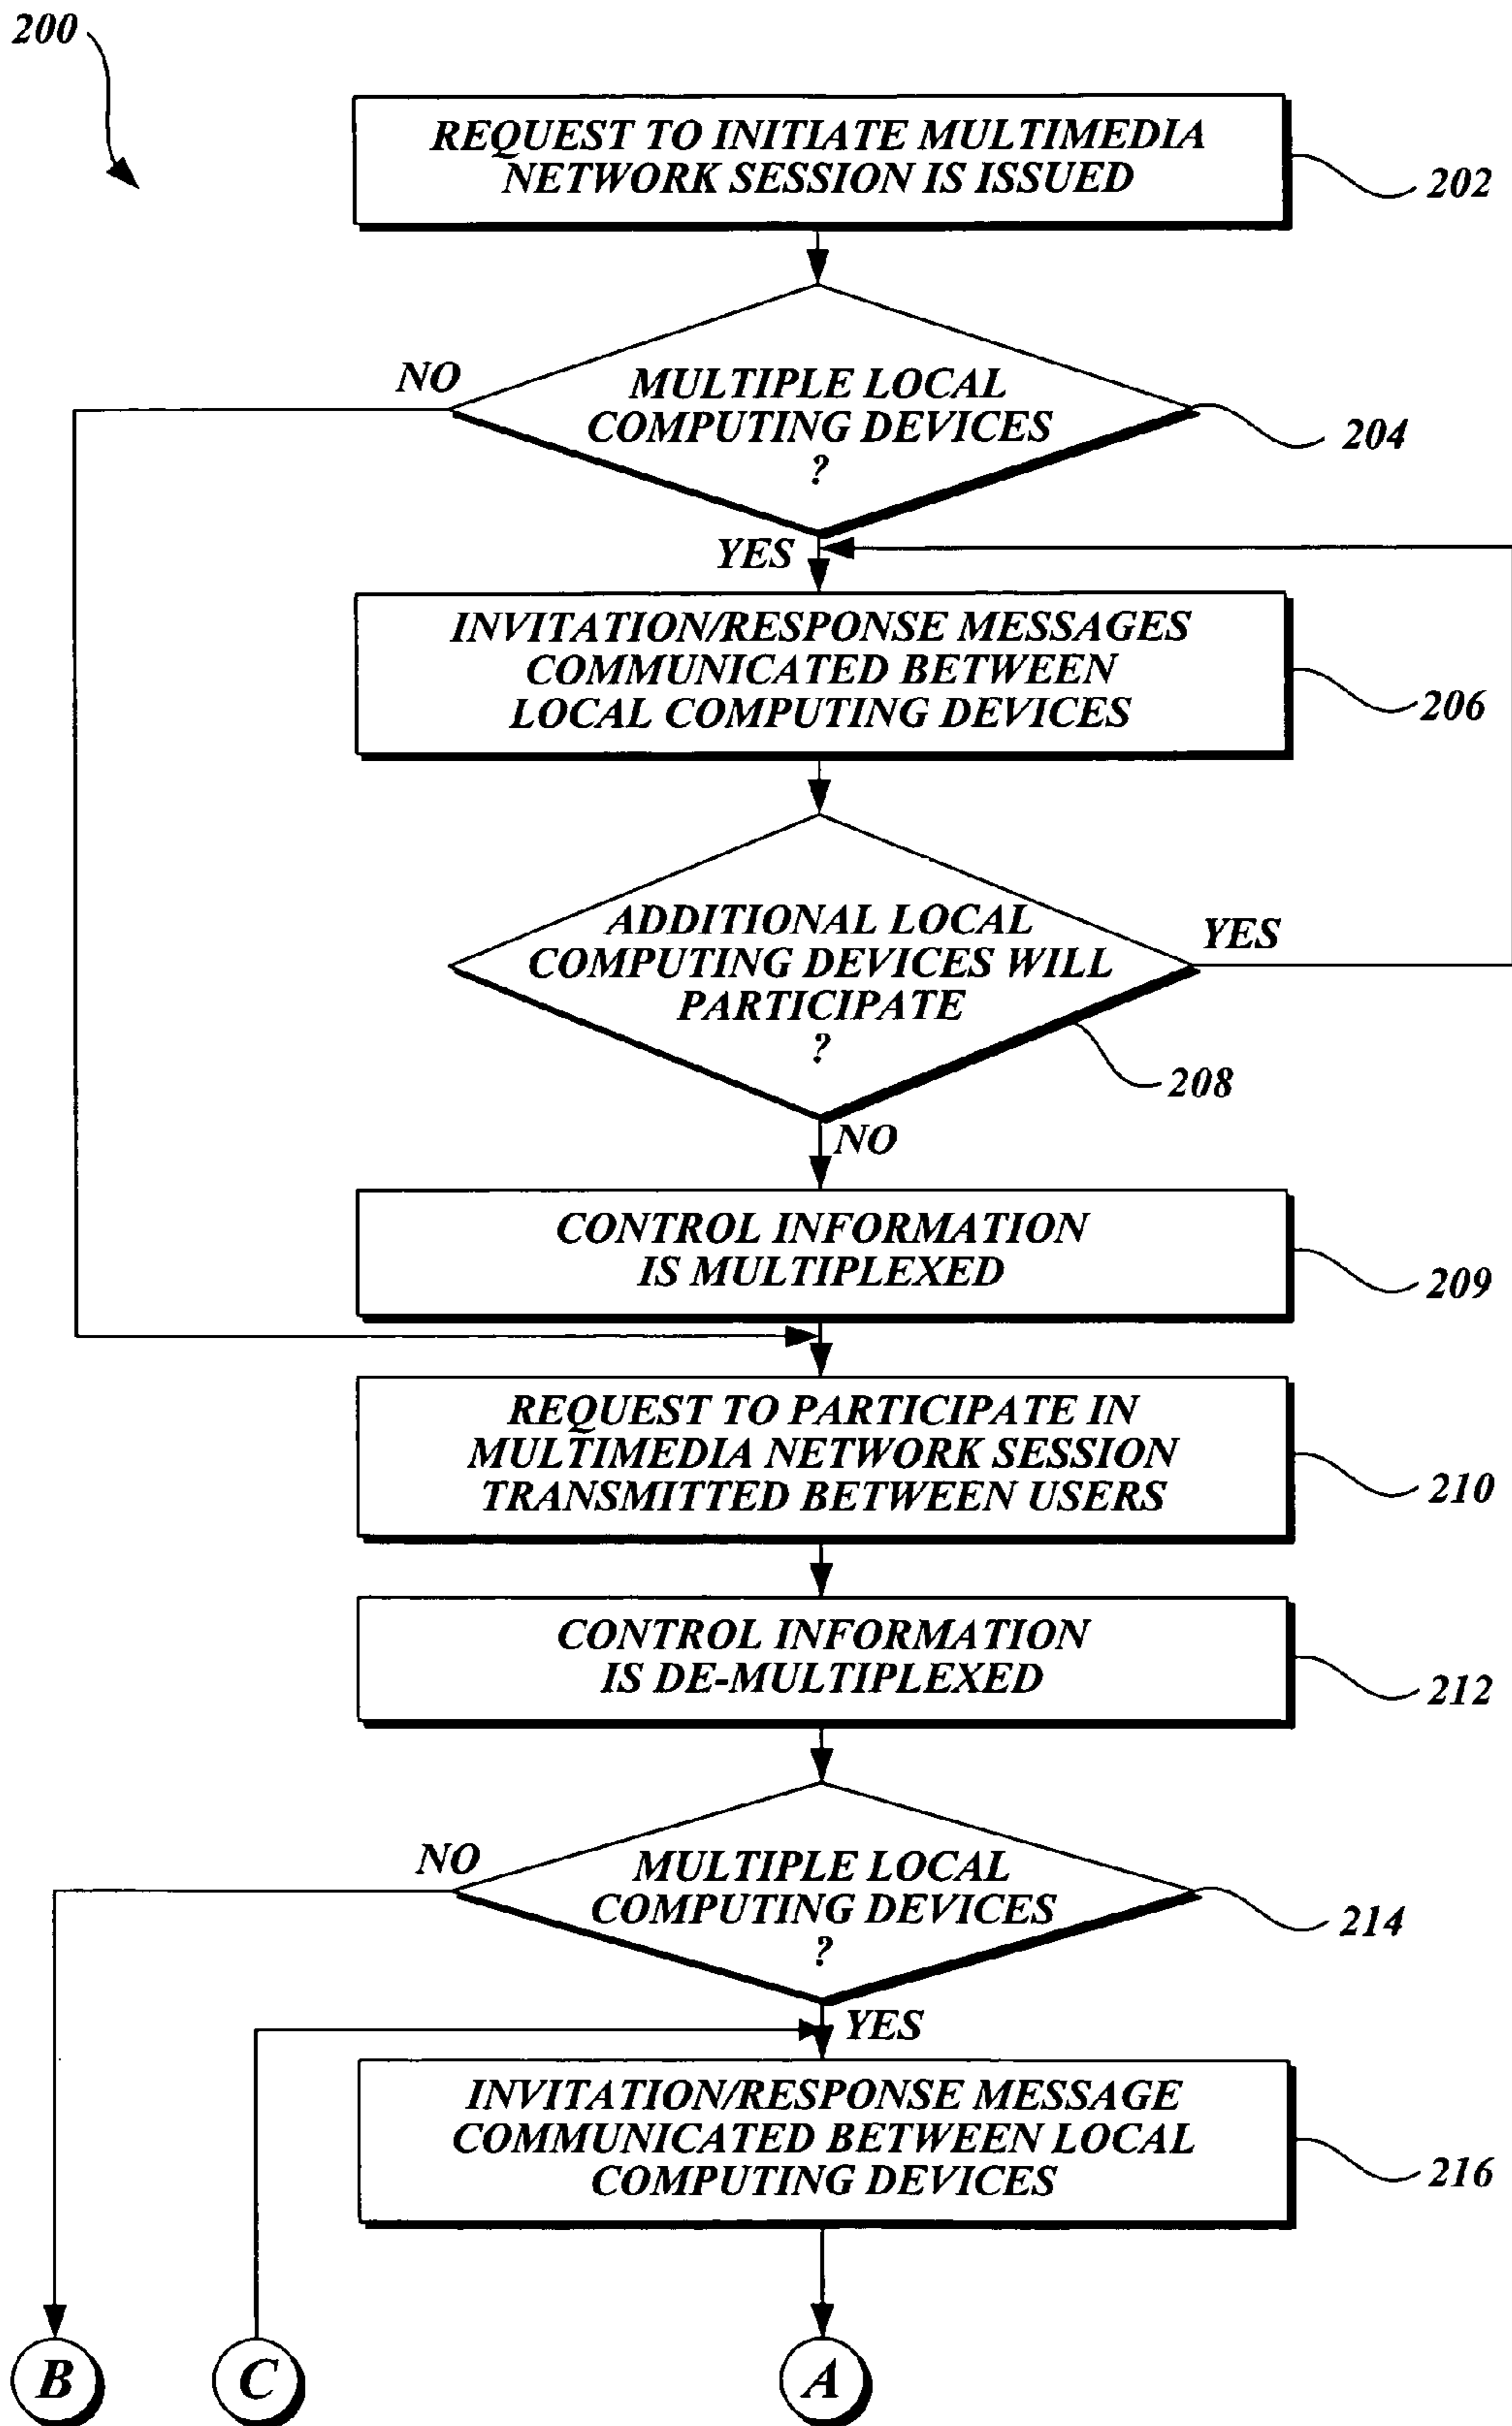 200
REQUEST TO INITIATE MULTIMEDIA
NETWORK SESSION IS ISSUED
202
NO
MULTIPLE LOCAL
COMPUTING DEVICES
?
204
YES
INVITATION/RESPONSE MESSAGES
COMMUNICATED BETWEEN
LOCAL COMPUTING DEVICES
206
ADDITIONAL LOCAL
COMPUTING DEVICES WILL
PARTICIPATE
?
YES
208
NO
CONTROL INFORMATION
IS MULTIPLEXED
209
REQUEST TO PARTICIPATE IN
MULTIMEDIA NETWORK SESSION
TRANSMITTED BETWEEN USERS
210
CONTROL INFORMATION
IS DE-MULTIPLEXED
212
NO
MULTIPLE LOCAL
COMPUTING DEVICES
?
214
YES
INVITATION/RESPONSE MESSAGE
COMMUNICATED BETWEEN LOCAL
COMPUTING DEVICES
216
B
C
A